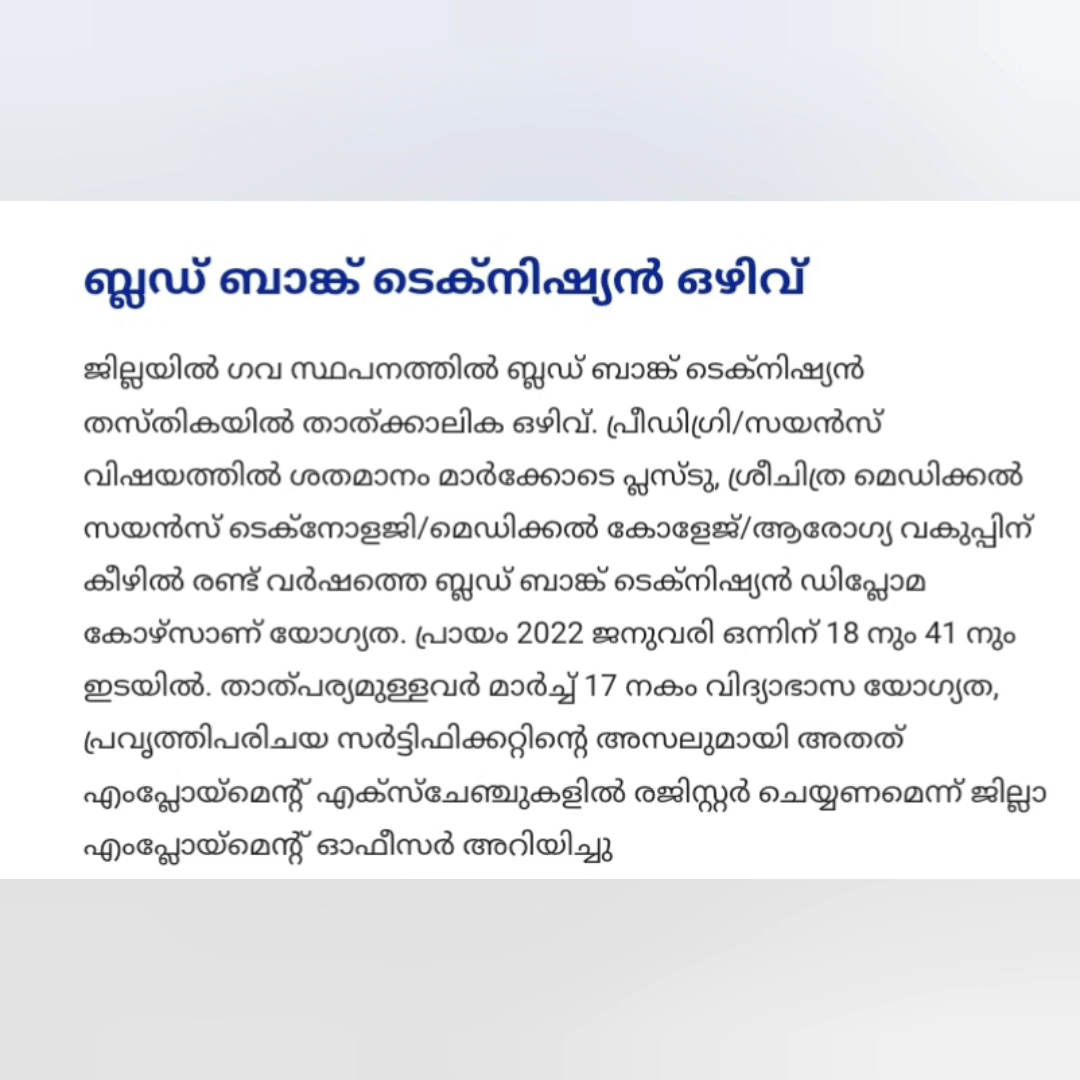 ബ്ലഡ് ബാങ്ക് ടെക്നിഷ്യൻ ഒഴിവ്
ജില്ലയിൽ ഗവ സ്ഥപനത്തിൽ ബ്ലഡ് ബാങ്ക് ടെക്നിഷ്യൻ
തസ്തികയിൽ താത്ക്കാലിക ഒഴിവ്. പ്രീഡിഗ്രി/സയൻസ്
വിഷയത്തിൽ ശതമാനം മാർക്കോടെ പ്ലസ്ടു, ശ്രീചിത്ര മെഡിക്കൽ
സയൻസ് ടെക്നോളജി/മെഡിക്കൽ കോളേജ്/ആരോഗ്യ വകുപ്പിന്
കീഴിൽ രണ്ട് വർഷത്തെ ബ്ലഡ് ബാങ്ക് ടെക്നിഷ്യൻ ഡിപ്ലോമ
കോഴ്സാണ് യോഗ്യത. പ്രായം 2022 ജനുവരി ഒന്നിന് 18 നും 41 നും
ഇടയിൽ. താത്പര്യമുള്ളവർ മാർച്ച് 17 നകം വിദ്യാഭാസ യോഗ്യത,
പ്രവൃത്തിപരിചയ സർട്ടിഫിക്കറ്റിന്റെ അസലുമായി അതത്
എംപ്ലോയ്മെന്റ് എക്സ്ചേഞ്ചുകളിൽ രജിസ്റ്റർ ചെയ്യണമെന്ന് ജില്ലാ
എംപ്ലോയ്മെന്റ് ഓഫീസർ അറിയിച്ചു